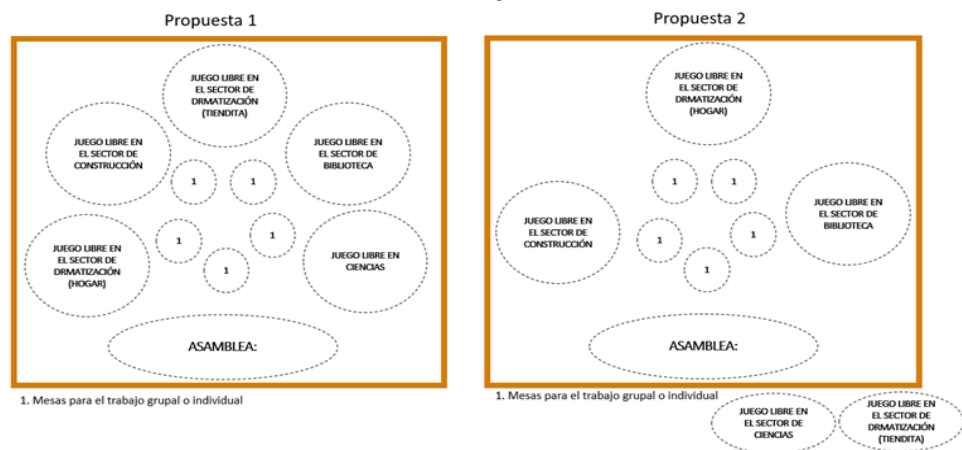 Propuesta 1
JUEGO LIBRE EN
EL SECTOR DE
DRMATIZACIÓN
(TIENDITA)
JUEGO LIBRE EN
EL SECTOR DE
CONSTRUCCIÓN
JUEGO LIBRE EN
EL SECTOR DE
BIBLIOTECA
1
1
1
1
1
JUEGO LIBRE EN
EL SECTOR DE
DRMATIZACIÓN
(HOGAR)
JUEGO LIBRE EN
CIENCIAS
ASAMBLEA:
1. Mesas para el trabajo grupal o individual
Propuesta 2
JUEGO LIBRE EN
EL SECTOR DE
DRMATIZACIÓN
(HOGAR)
JUEGO LIBRE EN
EL SECTOR DE
CONSTRUCCIÓN
1
1
1
1
1
JUEGO LIBRE EN
EL SECTOR DE
BIBLIOTECA
ASAMBLEA:
1. Mesas para el trabajo grupal o individual
JUEGO LIBRE EN
EL SECTOR DE
CIENCIAS
JUEGO LIBRE EN
EL SECTOR DE
DRMATIZACIÓN
(TIENDITA)